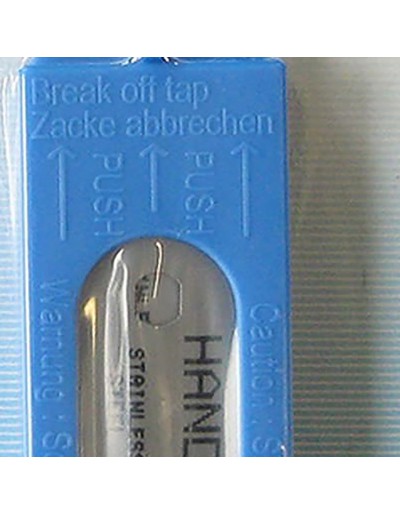 Break off tap
Zacke abbrechen
PUSH
PUSH
Warnung : S
Caution : S
HAND
STAINLESS